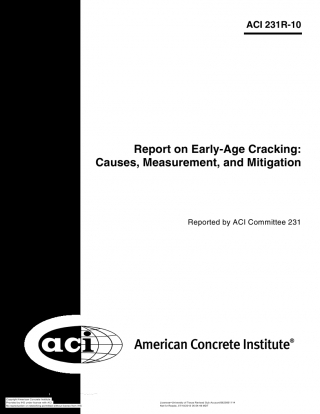 ACI 231R-10
Report on Early-Age Cracking:
Causes, Measurement, and Mitigation
Reported by ACI Committee 231
aci
American Concrete Institute®